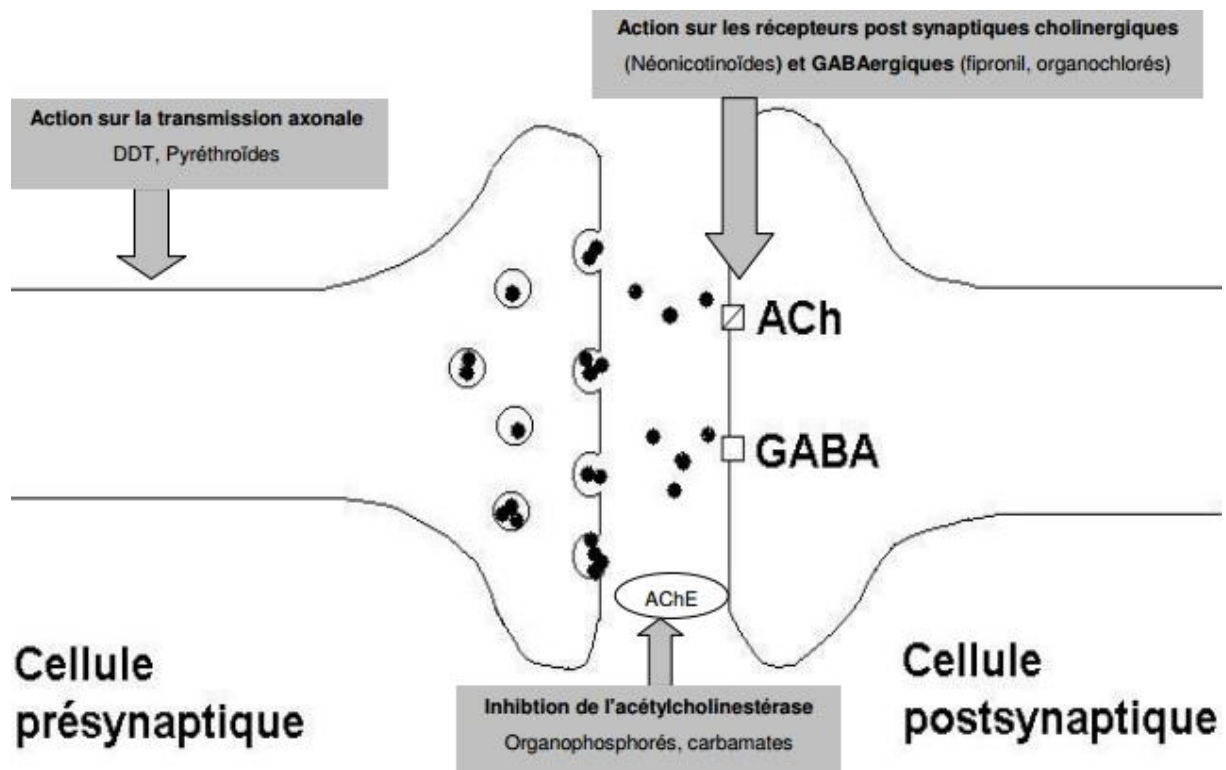 Action sur les récepteurs post synaptiques cholinergiques
(Néonicotinoïdes) et GABAergiques (fipronil, organochlorés)
Action sur la transmission axonale
DDT, Pyréthroïdes
ACh
GABA
AChE
Cellule
présynaptique
Cellule
postsynaptique
Inhibtion de l'acétylcholinestérase
Organophosphorés, carbamates